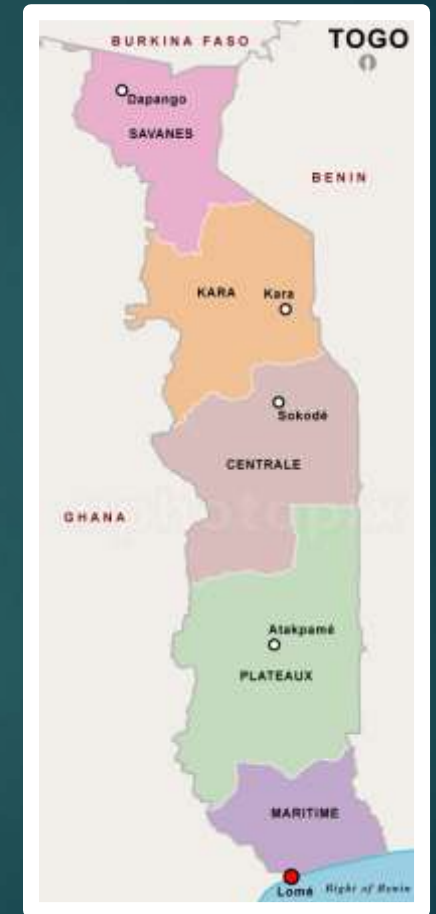 BURKINA FASO
TOGO
Dapango
SAVANES
BENIN
KARA
Kara
Sokodé
CENTRALE
GHANA
Atakpamé
PLATEAUX
MARITIME
Lomé
Bight of Benin